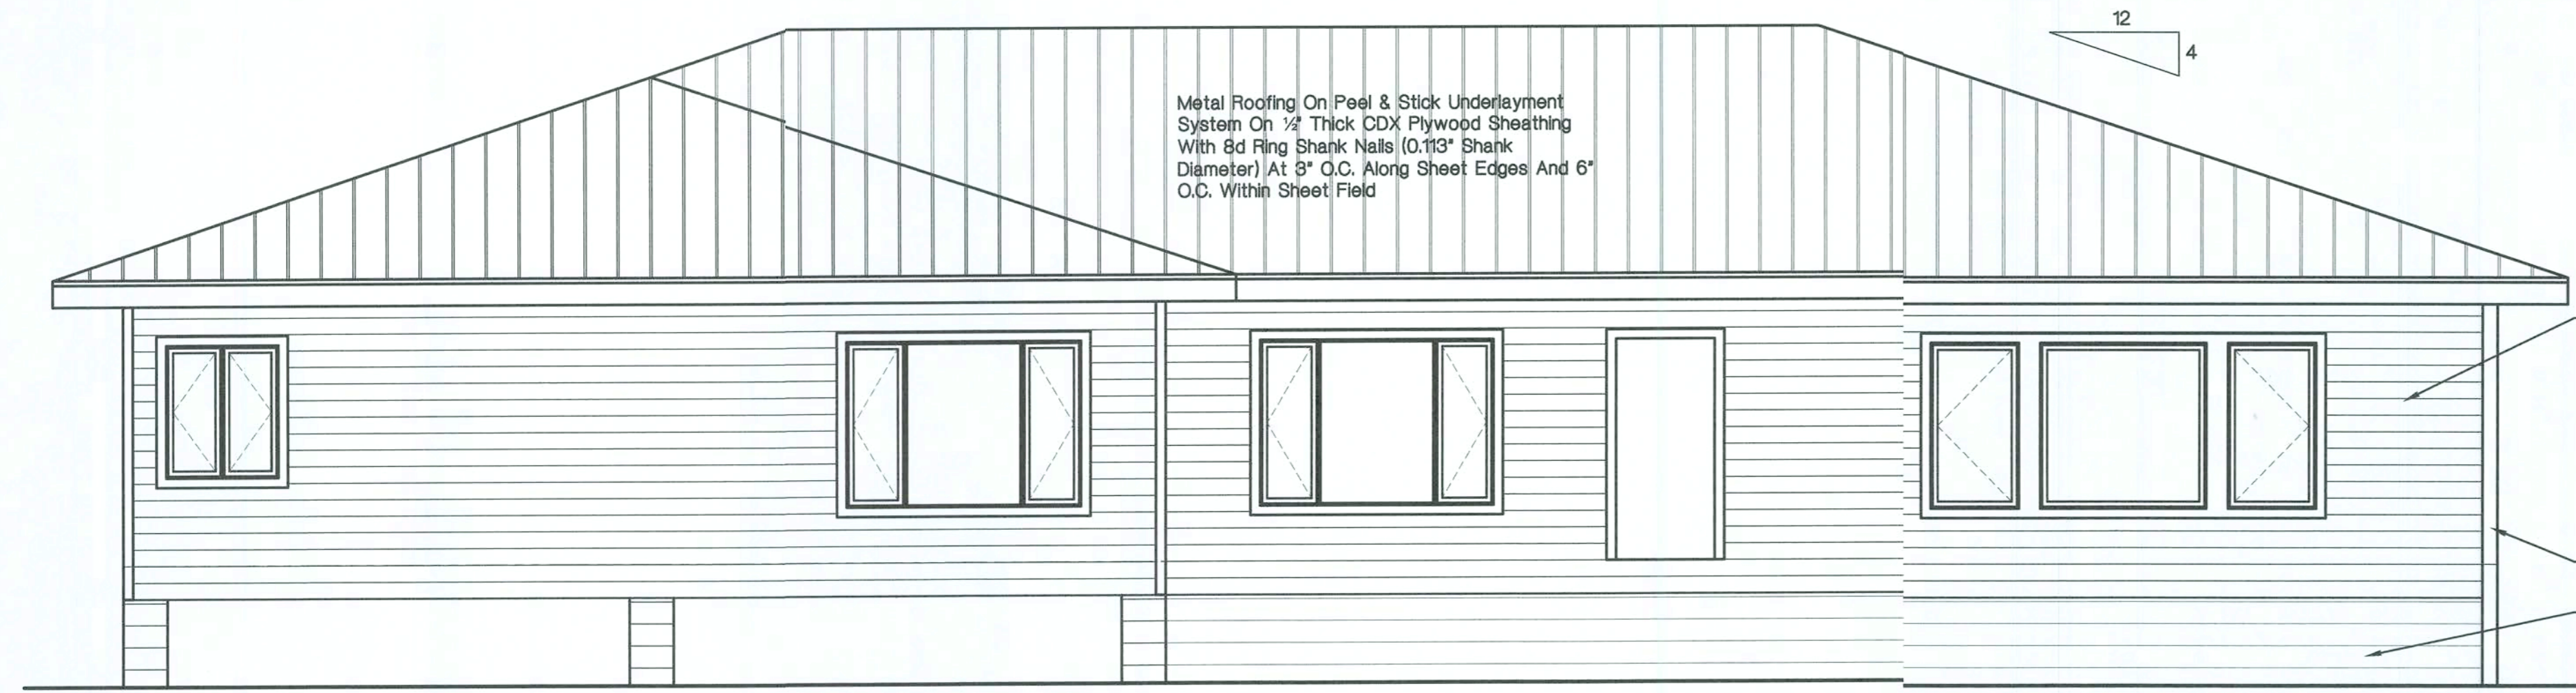 12
4
Metal Roofing On Peel & Stick Underlayment
System On ½" Thick CDX Plywood Sheathing
With 8d Ring Shank Nails (0.113" Shank
Diameter) At 3" O.C. Along Sheet Edges And 6"
O.C. Within Sheet Field